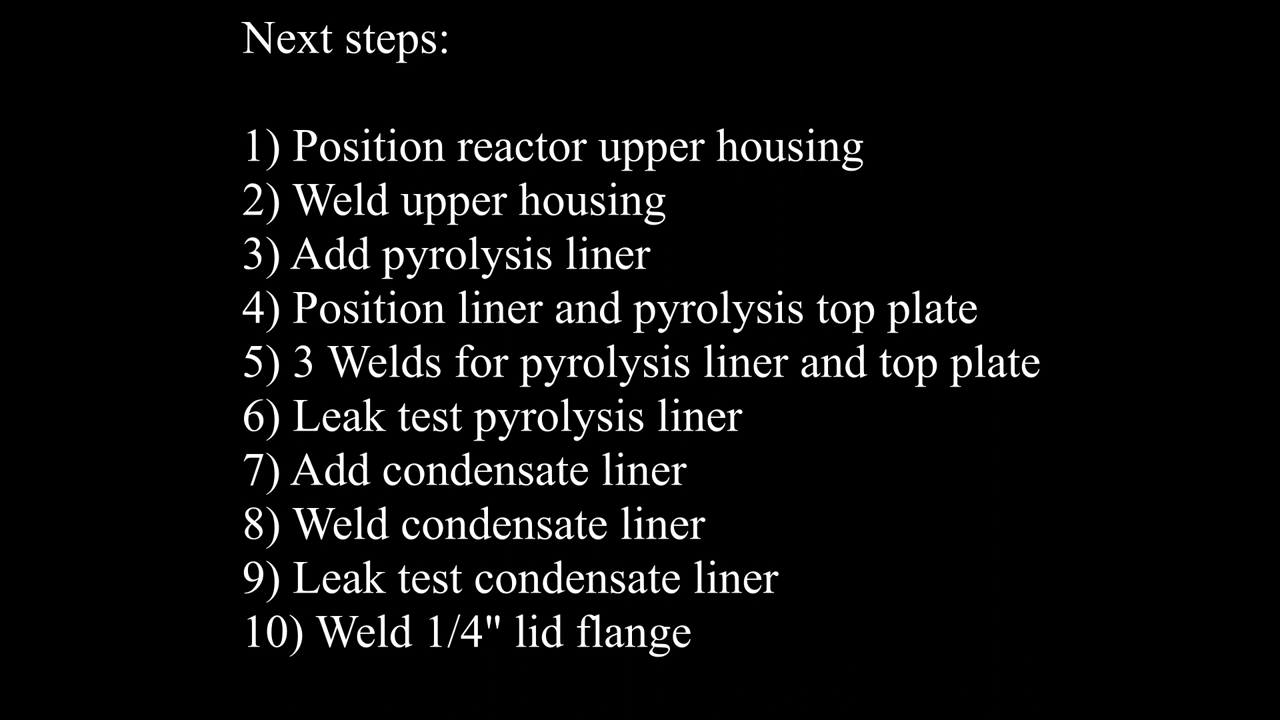 Next steps:
1) Position reactor upper housing
2) Weld upper housing
3) Add pyrolysis liner
4) Position liner and pyrolysis top plate
5) 3 Welds for pyrolysis liner and top plate
6) Leak test pyrolysis liner
7) Add condensate liner
8) Weld condensate liner
9) Leak test condensate liner
10) Weld 1/4" lid flange